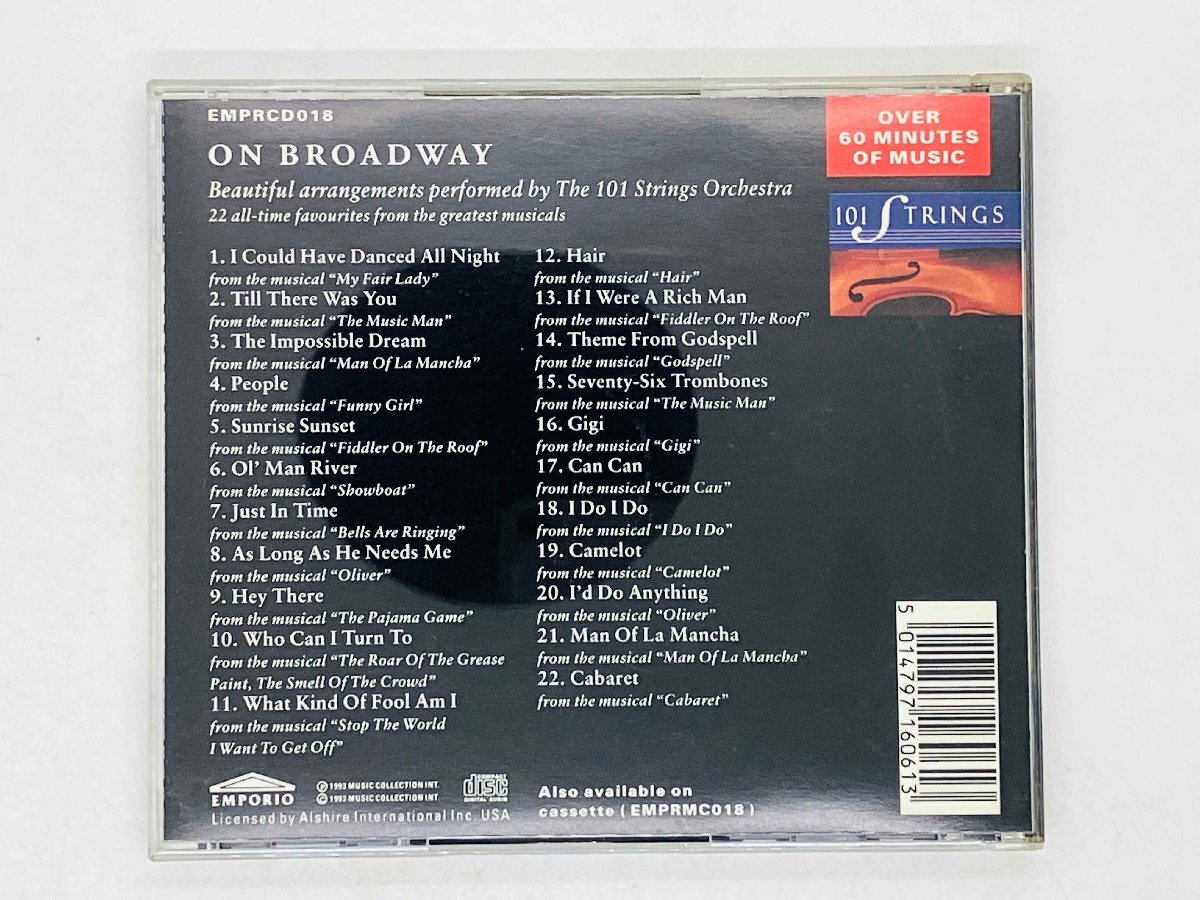 EMPRCD018
ON BROADWAY
Beautiful arrangements performed by The 101 Strings Orchestra
22 all-time favourites from the greatest musicals
1. I Could Have Danced All Night
from the musical “My Fair Lady”
2. Till There Was You
from the musical “The Music Man”
3. The Impossible Dream
from the musical “Man Of La Mancha”
4. People
from the musical “Funny Girl”
5. Sunrise Sunset
from the musical “Fiddler On The Roof”
6. Ol’ Man River
from the musical “Showboat”
7. Just In Time
from the musical “Bells Are Ringing”
8. As Long As He Needs Me
from the musical “Oliver”
9. Hey There
from the musical “The Pajama Game”
10. Who Can I Turn To
from the musical “The Roar Of The Grease
Paint, The Smell Of The Crowd”
11. What Kind Of Fool Am I
from the musical “Stop The World
I Want To Get Off”
12. Hair
from the musical “Hair”
13. If I Were A Rich Man
from the musical “Fiddler On The Roof”
14. Theme From Godspell
from the musical “Godspell”
15. Seventy-Six Trombones
from the musical “The Music Man”
16. Gigi
from the musical “Gigi”
17. Can Can
from the musical “Can Can”
18. I Do I Do
from the musical “I Do I Do”
19. Camelot
from the musical “Camelot”
20. I’d Do Anything
from the musical “Oliver”
21. Man Of La Mancha
from the musical “Man Of La Mancha”
22. Cabaret
from the musical “Cabaret”
OVER
60 MINUTES
OF MUSIC
101 STRINGS
5 014797 160613
EMPORIO
℗ 1993 MUSIC COLLECTION INT.
© 1993 MUSIC COLLECTION INT.
COMPACT
disc
DIGITAL AUDIO
Licensed by Alshire International Inc. USA
Also available on
cassette (EMPRMC018)